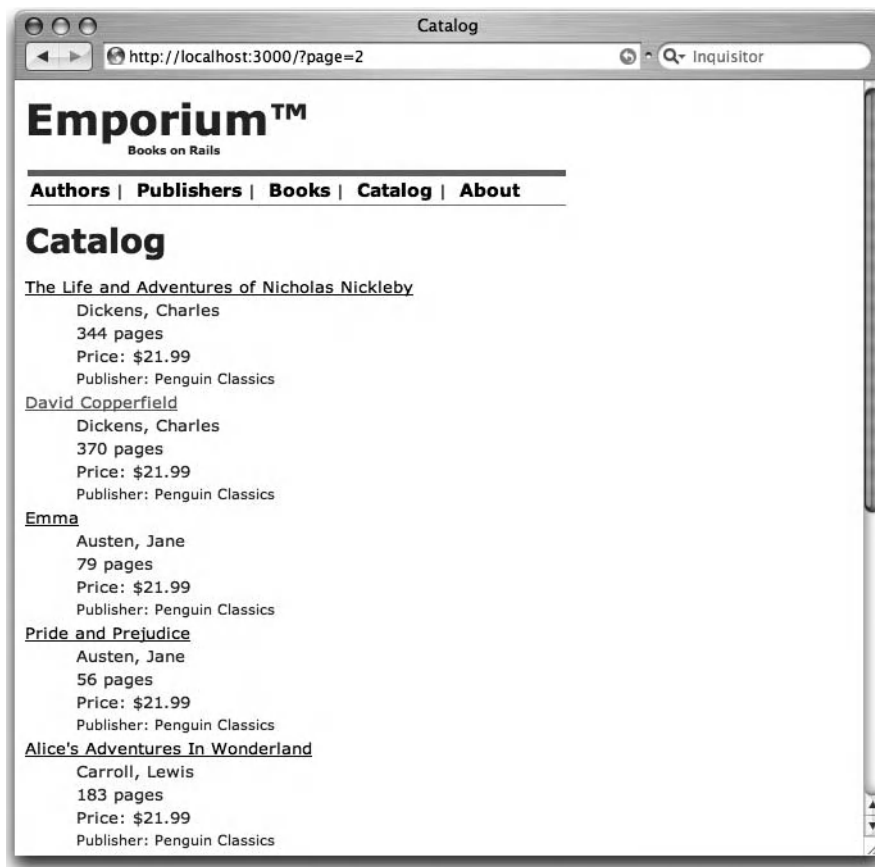 Catalog
http://localhost:3000/?page=2
Inquisitor
Emporium™
Books on Rails
Authors | Publishers | Books | Catalog | About
Catalog
The Life and Adventures of Nicholas Nickleby
Dickens, Charles
344 pages
Price: $21.99
Publisher: Penguin Classics
David Copperfield
Dickens, Charles
370 pages
Price: $21.99
Publisher: Penguin Classics
Emma
Austen, Jane
79 pages
Price: $21.99
Publisher: Penguin Classics
Pride and Prejudice
Austen, Jane
56 pages
Price: $21.99
Publisher: Penguin Classics
Alice's Adventures In Wonderland
Carroll, Lewis
183 pages
Price: $21.99
Publisher: Penguin Classics